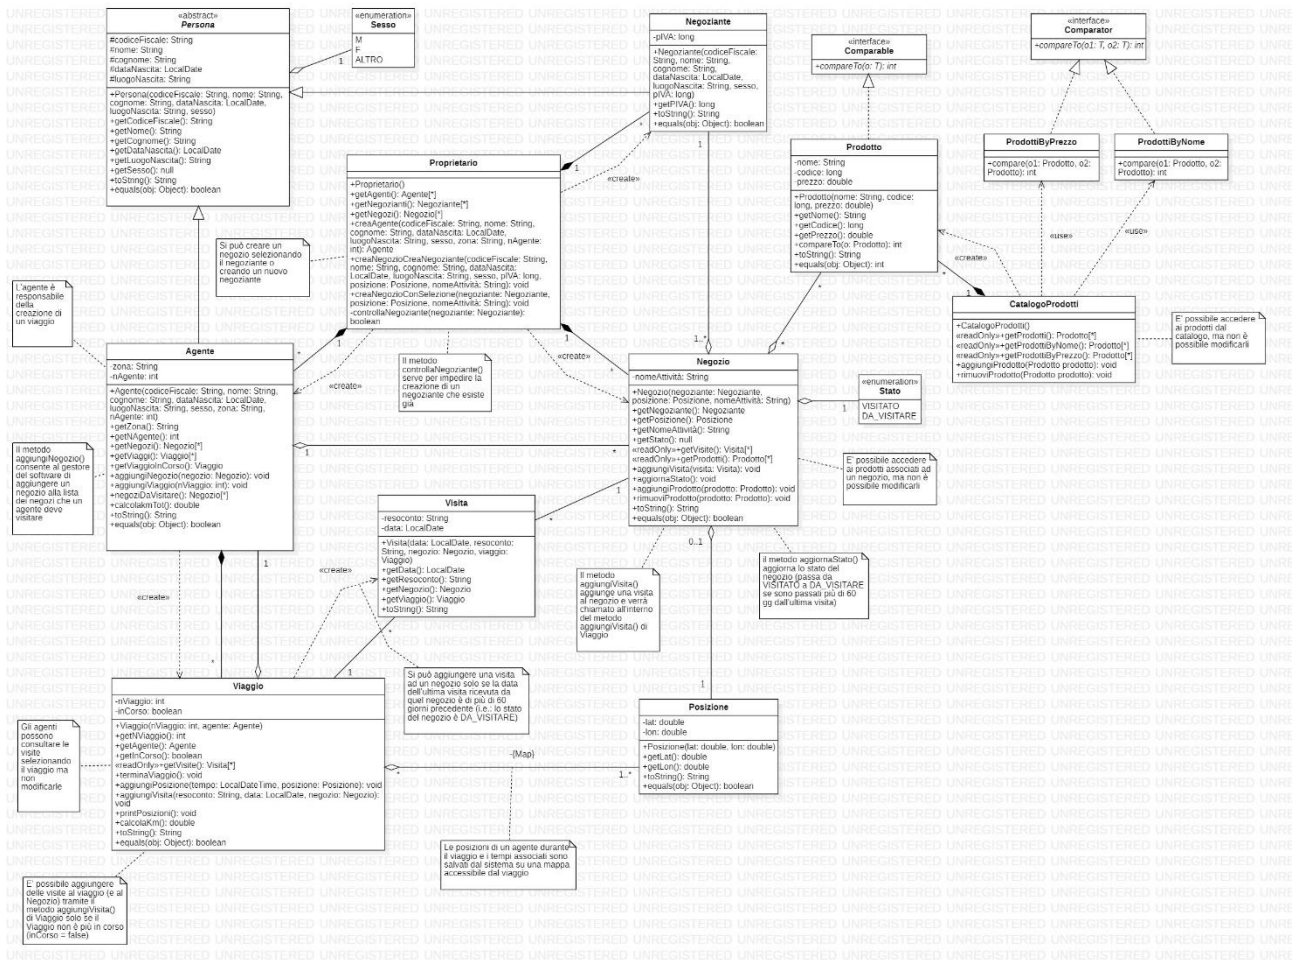 «abstract»
Persona
#codiceFiscale: String
#nome: String
#cognome: String
#dataNascita: LocalDate
#luogoNascita: String
+Persona(codiceFiscale: String, nome: String,
cognome: String, dataNascita: LocalDate,
luogoNascita: String, sesso)
+getCodiceFiscale(): String
+getNome(): String
+getCognome(): String
+getDataNascita(): LocalDate
+getLuogoNascita(): String
+getSesso(): null
+toString(): String
+equals(obj: Object): boolean
«enumeration»
Sesso
M
F
ALTRO
1
Negoziante
-pIVA: long
+Negoziante(codiceFiscale:
String, nome: String,
cognome: String,
dataNascita: LocalDate,
luogoNascita: String, sesso,
pIVA: long)
+getPIVA(): long
+toString(): String
+equals(obj: Object): boolean
«interface»
Comparable
+compareTo(o: T): int
«interface»
Comparator
+compareTo(o1: T, o2: T): int
Prodotto
-nome: String
-codice: long
-prezzo: double
+Prodotto(nome: String, codice:
long, prezzo: double)
+getNome(): String
+getCodice(): long
+getPrezzo(): double
+compareTo(o: Prodotto): int
+toString(): String
+equals(obj: Object): int
ProdottiByPrezzo
+compare(o1: Prodotto, o2:
Prodotto): int
ProdottiByNome
+compare(o1: Prodotto, o2:
Prodotto): int
«use»
«use»
«create»
*
1
CatalogoProdotti
+CatalogoProdotti()
«readOnly»+getProdotti(): Prodotto[*]
«readOnly»+getProdottiByNome(): Prodotto[*]
«readOnly»+getProdottiByPrezzo(): Prodotto[*]
+aggiungiProdotto(Prodotto prodotto): void
+rimuoviProdotto(Prodotto prodotto): void
E' possibile accedere
ai prodotti dal
catalogo, ma non è
possibile modificarli
Proprietario
+Proprietario()
+getAgenti(): Agente[*]
+getNegozianti(): Negoziante[*]
+getNegozi(): Negozio[*]
+creaAgente(codiceFiscale: String, nome: String,
cognome: String, dataNascita: LocalDate,
luogoNascita: String, sesso, zona: String, nAgente:
int): Agente
+creaNegozioCreaNegoziante(codiceFiscale: String,
nome: String, cognome: String, dataNascita:
LocalDate, luogoNascita: String, sesso, pIVA: long,
posizione: Posizione, nomeAttività: String): void
+creaNegozioConSelezione(negoziante: Negoziante,
posizione: Posizione, nomeAttività: String): void
-controllaNegoziante(negoziante: Negoziante):
boolean
1
*
«create»
1
Si può creare un
negozio selezionando
il negoziante o
creando un nuovo
negoziante
L'agente è
responsabile
della
creazione di
un viaggio
1
*
«create»
Il metodo
controllaNegoziante()
serve per impedire la
creazione di un
negoziante che esiste
già
1
«create»
*
1..*
*
Agente
-zona: String
-nAgente: int
+Agente(codiceFiscale: String, nome: String,
cognome: String, dataNascita: LocalDate,
luogoNascita: String, sesso, zona: String,
nAgente: int)
+getZona(): String
+getNAgente(): int
+getNegozi(): Negozio[*]
+getViaggi(): Viaggio[*]
+getViaggioInCorso(): Viaggio
+aggiungiNegozio(negozio: Negozio): void
+aggiungiViaggio(nViaggio: int): void
+negoziDaVisitare(): Negozio[*]
+calcolakmTot(): double
+toString(): String
+equals(obj: Object): boolean
1
*
Negozio
-nomeAttività: String
+Negozio(negoziante: Negoziante,
posizione: Posizione, nomeAttività: String)
+getNegoziante(): Negoziante
+getPosizione(): Posizione
+getNomeAttività(): String
+getStato(): null
«readOnly»+getVisite(): Visita[*]
«readOnly»+getProdotti(): Prodotto[*]
+aggiungiVisita(visita: Visita): void
+aggiornaStato(): void
+aggiungiProdotto(prodotto: Prodotto): void
+rimuoviProdotto(prodotto: Prodotto): void
+toString(): String
+equals(obj: Object): boolean
1
«enumeration»
Stato
VISITATO
DA_VISITARE
E' possibile accedere
ai prodotti associati ad
un negozio, ma non è
possibile modificarli
Il metodo
aggiungiNegozio()
consente al gestore
del software di
aggiungere un
negozio alla lista
dei negozi che un
agente deve
visitare
Visita
-resoconto: String
-data: LocalDate
+Visita(data: LocalDate, resoconto:
String, negozio: Negozio, viaggio:
Viaggio)
+getData(): LocalDate
+getResoconto(): String
+getNegozio(): Negozio
+getViaggio(): Viaggio
+toString(): String
1
*
0..1
il metodo aggiornaStato()
aggiorna lo stato del
negozio (passa da
VISITATO a DA_VISITARE
se sono passati più di 60
gg dall'ultima visita)
Il metodo
aggiungiVisita()
aggiunge una visita
al negozio e verrà
chiamato all'interno
del metodo
aggiungiVisita() di
Viaggio
«create»
1
«create»
*
*
1
Si può aggiungere una visita
ad un negozio solo se la data
dell'ultima visita ricevuta da
quel negozio è di più di 60
giorni precedente (i.e.: lo stato
del negozio è DA_VISITARE)
Viaggio
-nViaggio: int
-inCorso: boolean
+Viaggio(nViaggio: int, agente: Agente)
+getNViaggio(): int
+getAgente(): Agente
+getInCorso(): boolean
«readOnly»+getVisite(): Visita[*]
+terminaViaggio(): void
+aggiungiPosizione(tempo: LocalDateTime, posizione: Posizione): void
+aggiungiVisita(resoconto: String, data: LocalDate, negozio: Negozio):
void
+printPosizioni(): void
+calcolaKm(): double
+toString(): String
+equals(obj: Object): boolean
Gli agenti
possono
consultare le
visite
selezionando
il viaggio ma
non
modificarle
1
Posizione
-lat: double
-lon: double
+Posizione(lat: double, lon: double)
+getLat(): double
+getLon(): double
+toString(): String
+equals(obj: Object): boolean
-{Map}
*
1..*
Le posizioni di un agente durante
il viaggio e i tempi associati sono
salvati dal sistema su una mappa
accessibile dal viaggio
E' possibile aggiungere
delle visite al viaggio (e al
Negozio) tramite il
metodo aggiungiVisita()
di Viaggio solo se il
Viaggio non è più in corso
(inCorso = false)